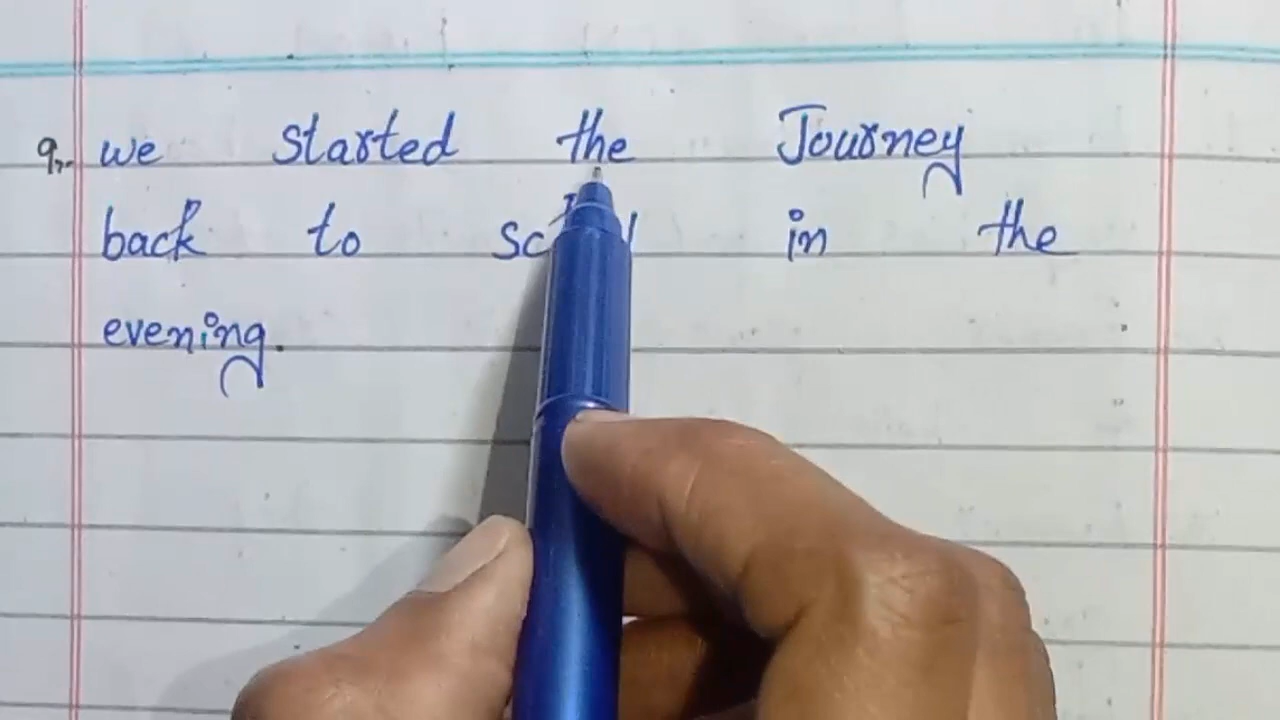 9. we started the Journey
back to in the
evening.